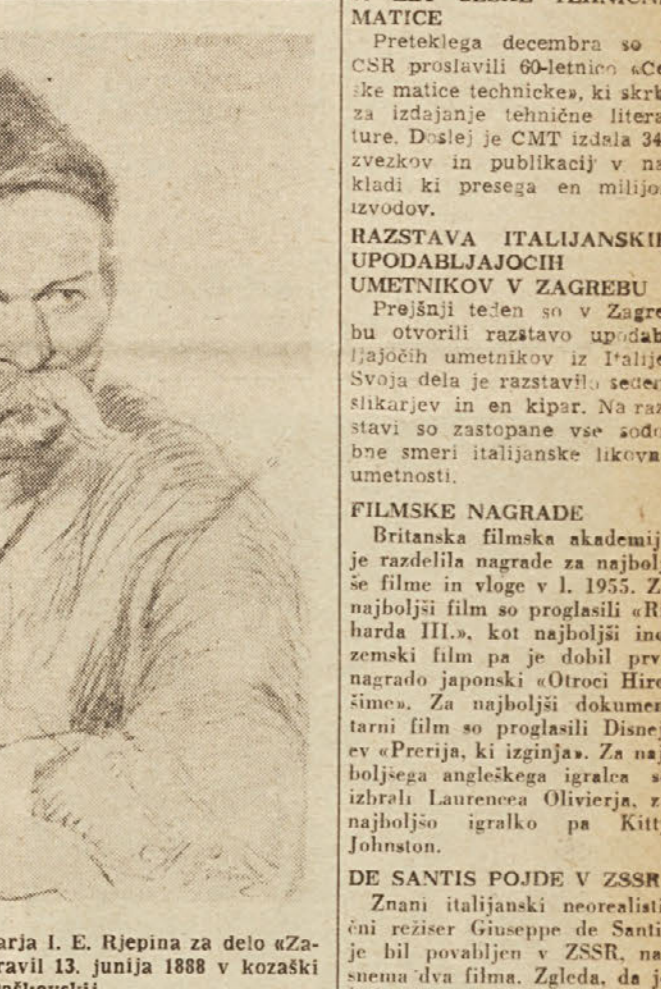 MATICE
Preteklega decembra so
CSR proslavili 60-letnico «Če
ske matice technicke», ki skrb
za izdajanje tehnične litera
ture. Doslej je CMT izdala 34
zvezkov in publikacij v na
kladi ki presega en milijo
izvodov.
RAZSTAVA ITALIJANSKIH
UPODABLJAJOCIH
UMETNIKOV V ZAGREBU
Prejšnji teden so v Zagre
bu otvorili razstavo upodab
ljajočih umetnikov iz Italije
Svoja dela je razstavilo sedem
slikarjev in en kipar. Na raz
stavi so zastopane vse sodo
bne smeri italijanske likovne
umetnosti.
FILMSKE NAGRADE
Britanska filmska akademij
je razdelila nagrade za najbolj
še filme in vloge v l. 1955. Z
najboljši film so proglasili «Ri
harda III.», kot najboljši ino
zemski film pa je dobil prv
nagrado japonski «Otroci Hiro
šime». Za najboljši dokumen
tarni film so proglasili Disney
ev «Prerija, ki izginja». Za naj
boljšega angleškega igralca s
izbrali Laurencea Olivierja, z
najboljšo igralko pa Kitt
Johnston.
DE SANTIS POJDE V ZSSR
Znani italijanski neorealisti
čni režiser Giuseppe de Santi
je bil povabljen v ZSSR, na
snema dva filma. Zgleda, da j
arja I. E. Rjepina za delo «Za-
ravil 13. junija 1888 v kozaški